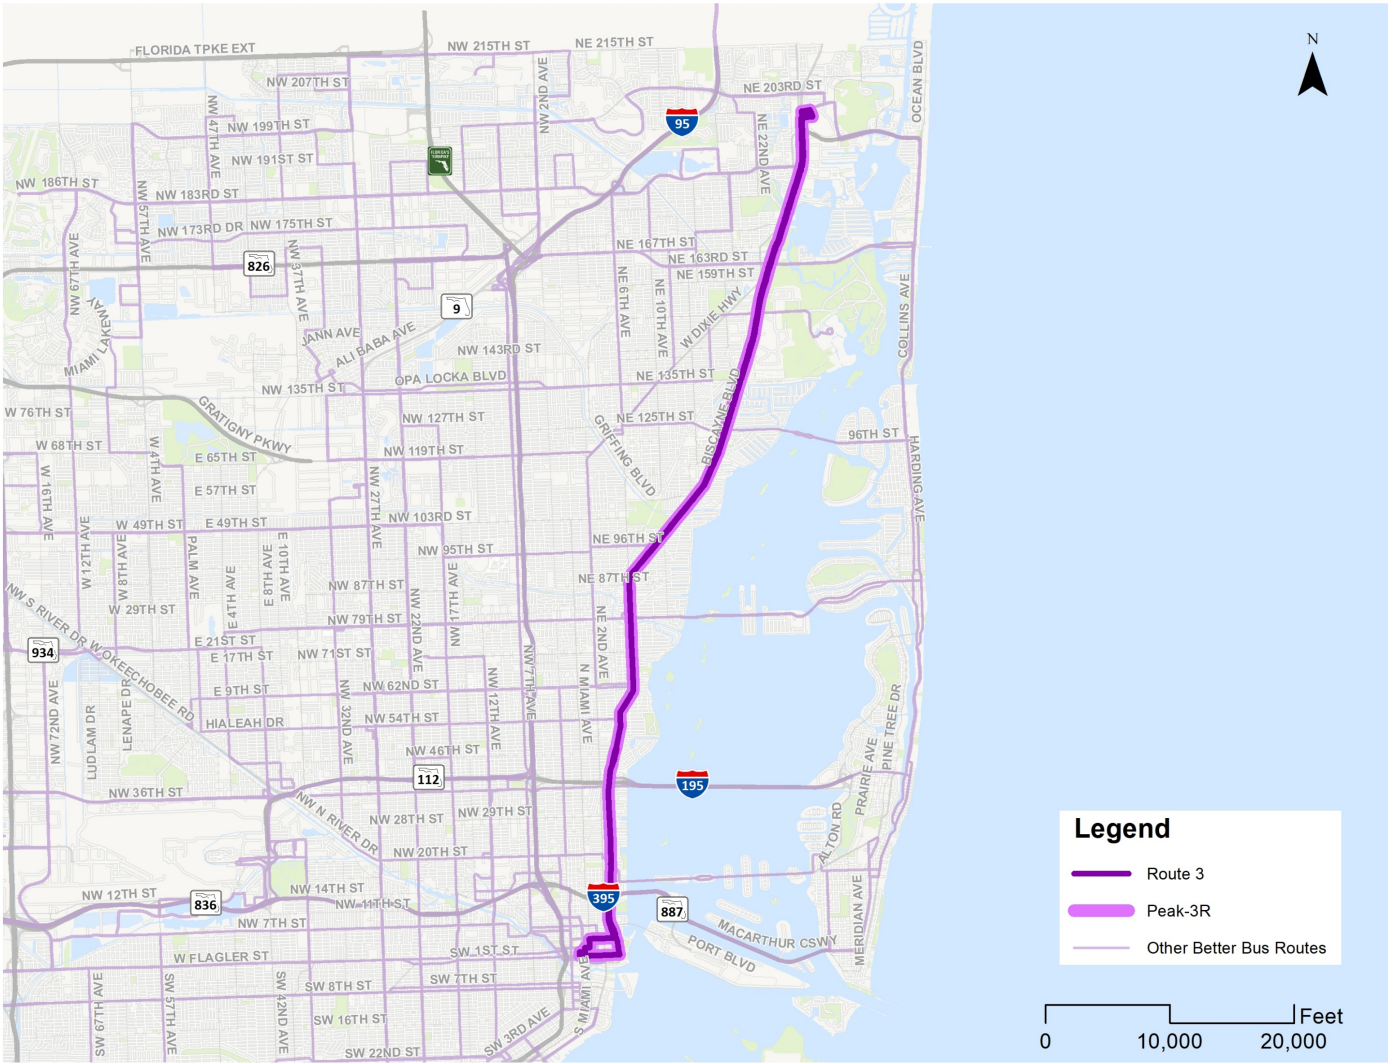 FLORIDA TPKE EXT
NW 215TH ST
NE 215TH ST
OCEAN BLVD
N
NW 207TH ST
NW 2ND AVE
NE 203RD ST
95
NW 47TH AVE
NW 199TH ST
NE 22ND AVE
FLORIDA'S
TURNPIKE
NW 191ST ST
NW 186TH ST
NW 183RD ST
NW 57TH AVE
NW 173RD DR
NW 175TH ST
NE 167TH ST
NE 163RD ST
NE 159TH ST
826
NW 67TH AVE
NW 37TH AVE
NE 6TH AVE
NE 10TH AVE
W DIXIE HWY
9
COLLINS AVE
MIAMI LAKEWAY
JANN AVE
ALI BABA AVE
NW 143RD ST
NW 135TH ST
OPA LOCKA BLVD
NE 135TH ST
BISCAYNE BLVD
W 76TH ST
GRATIGNY PKWY
NW 127TH ST
NE 125TH ST
GRIFFING BLVD
96TH ST
HARDING AVE
W 68TH ST
W 4TH AVE
E 65TH ST
NW 119TH ST
W 16TH AVE
E 57TH ST
NW 27TH AVE
W 49TH ST
E 49TH ST
NW 103RD ST
W 12TH AVE
W 8TH AVE
PALM AVE
E 8TH AVE
E 10TH AVE
NW 95TH ST
NE 96TH ST
E 4TH AVE
NW 87TH ST
NE 87TH ST
NW 22ND AVE
NW 17TH AVE
NE 2ND AVE
NW S RIVER DR
W OKEECHOBEE RD
W 29TH ST
NW 79TH ST
934
E 21ST ST
E 17TH ST
NW 71ST ST
NW 7TH AVE
N MIAMI AVE
NW 72ND AVE
LUDLAM DR
LENAPE DR
E 9TH ST
NW 62ND ST
NW 32ND AVE
NW 12TH AVE
HIALEAH DR
NW 54TH ST
PINE TREE DR
PRAIRIE AVE
NW 46TH ST
112
195
NW 36TH ST
NW N RIVER DR
NW 28TH ST
NW 29TH ST
ALTON RD
NW 20TH ST
NW 12TH ST
NW 14TH ST
836
NW 11TH ST
395
887
MERIDIAN AVE
NW 7TH ST
MACARTHUR CSWY
PORT BLVD
W FLAGLER ST
SW 1ST ST
S MIAMI AVE
SW 67TH AVE
SW 57TH AVE
SW 42ND AVE
SW 8TH ST
SW 7TH ST
SW 16TH ST
SW 3RD AVE
SW 22ND ST
Legend
Route 3
Peak-3R
Other Better Bus Routes
Feet
0
10,000
20,000